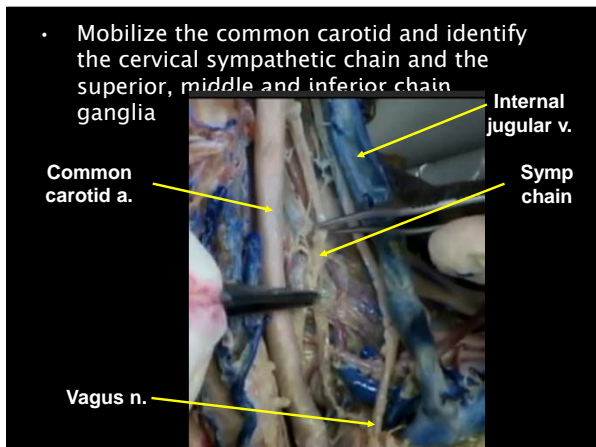 • Mobilize the common carotid and identify
the cervical sympathetic chain and the
superior, middle and inferior chain
ganglia
Internal
jugular v.
Common
carotid a.
Symp
chain
Vagus n.